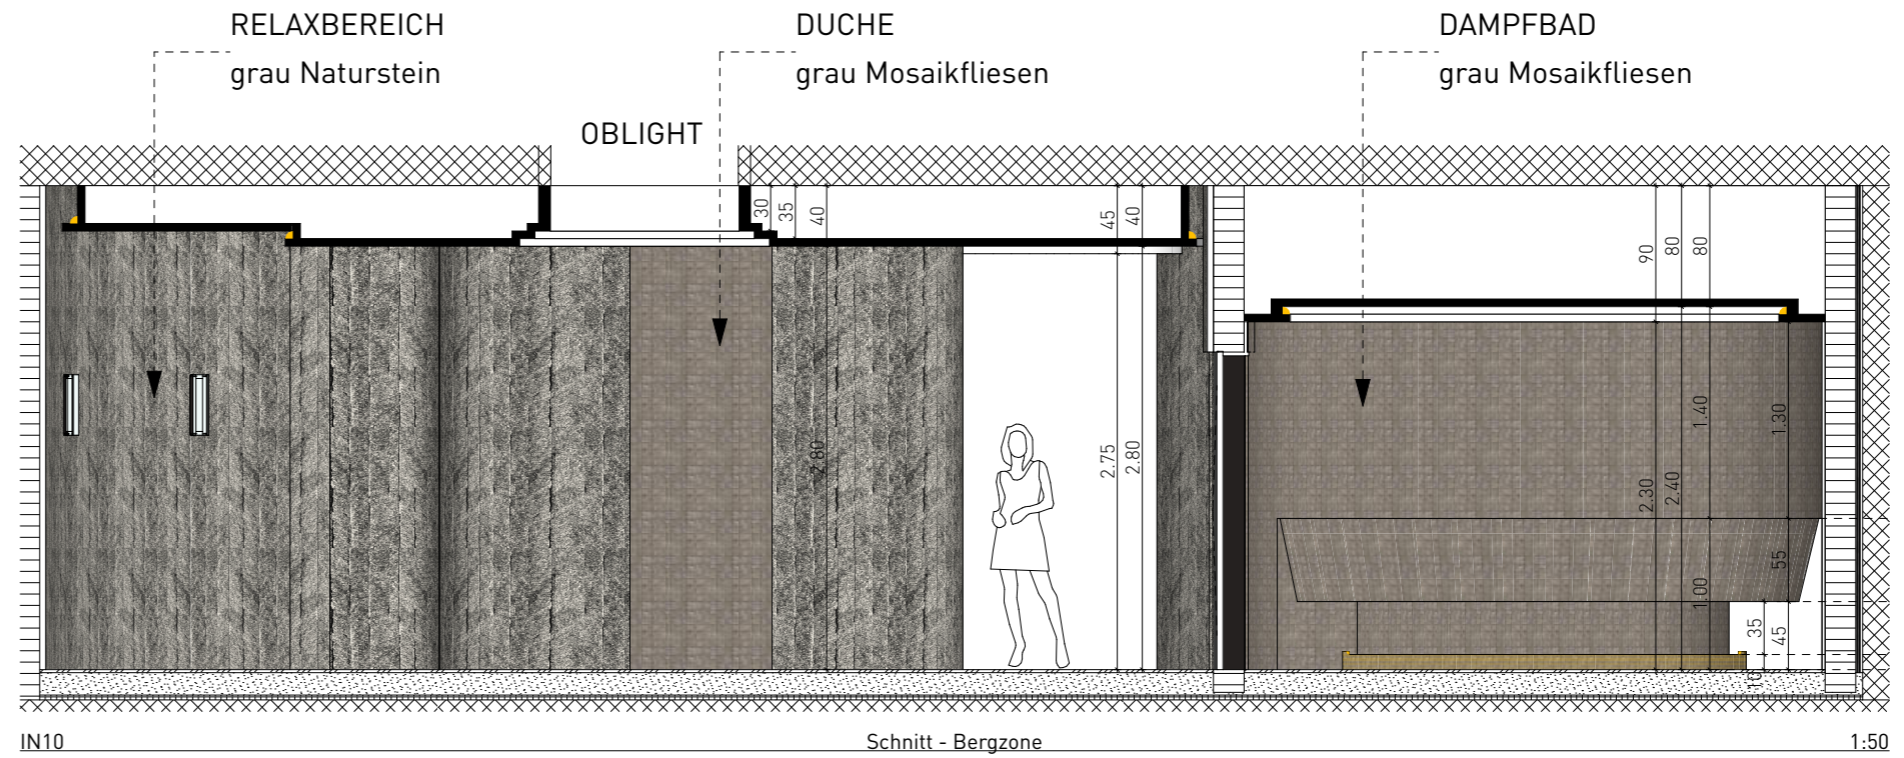 RELAXBEREICH
grau Naturstein
DUCHE
grau Mosaikfliesen
DAMPFBAD
grau Mosaikfliesen
OBLIGHT
30
35
40
45
40
90
80
80
2.80
2.75
2.80
2.30
2.40
1.40
1.30
1.00
55
35
45
10
IN10
Schnitt - Bergzone
1:50